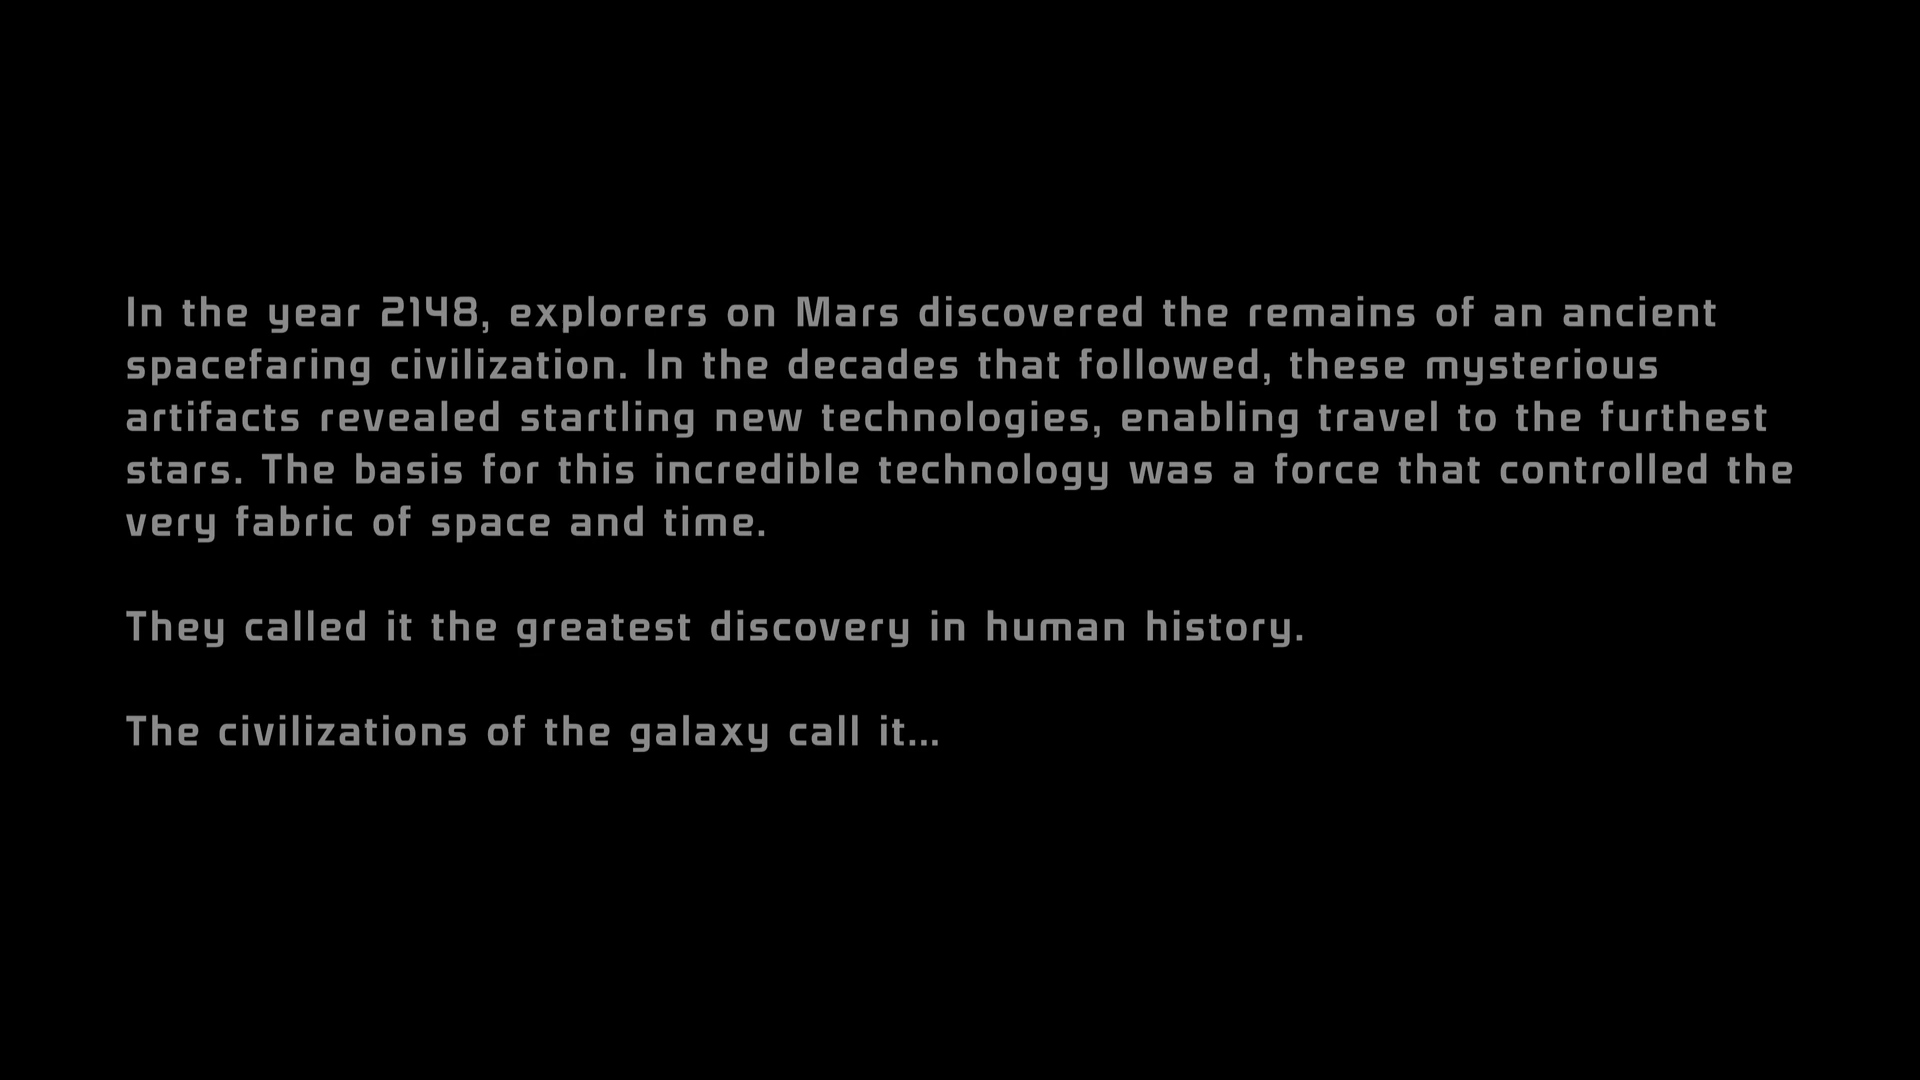 In the year 2148, explorers on Mars discovered the remains of an ancient
spacefaring civilization. In the decades that followed, these mysterious
artifacts revealed startling new technologies, enabling travel to the furthest
stars. The basis for this incredible technology was a force that controlled the
very fabric of space and time.
They called it the greatest discovery in human history.
The civilizations of the galaxy call it...